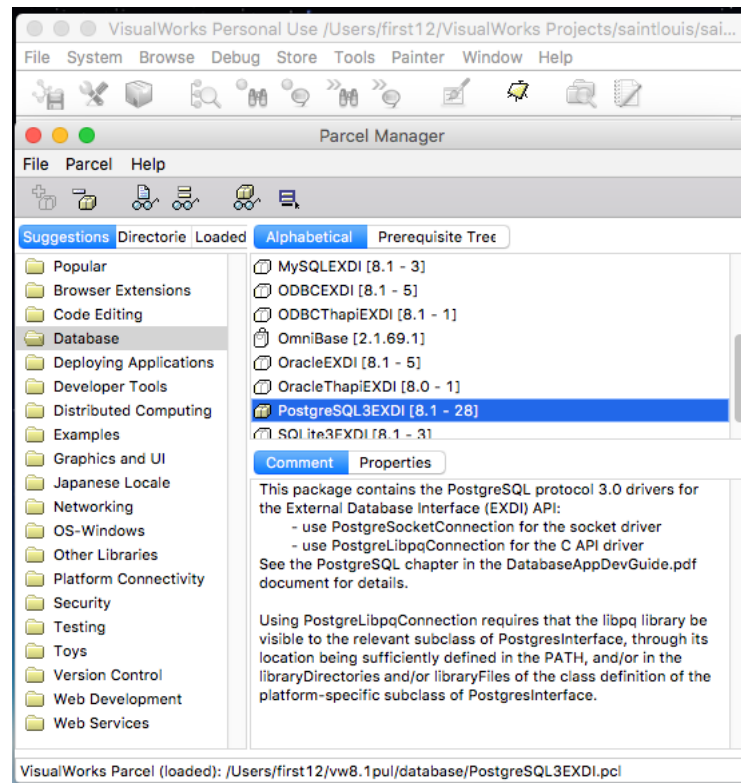 VisualWorks Personal Use /Users/first12/VisualWorks Projects/saintlouis/sai...
File System Browse Debug Store Tools Painter Window Help
Parcel Manager
File Parcel Help
Suggestions Directorie Loaded
Popular
Browser Extensions
Code Editing
Database
Deploying Applications
Developer Tools
Distributed Computing
Examples
Graphics and UI
Japanese Locale
Networking
OS-Windows
Other Libraries
Platform Connectivity
Security
Testing
Toys
Version Control
Web Development
Web Services
Alphabetical Prerequisite Tree
MySQLEXDI [8.1 - 3]
ODBCEXDI [8.1 - 5]
ODBCThapiEXDI [8.1 - 1]
OmniBase [2.1.69.1]
OracleEXDI [8.1 - 5]
OracleThapiEXDI [8.0 - 1]
PostgreSQL3EXDI [8.1 - 28]
SQLite3EXDI [8.1 - 3]
Comment Properties
This package contains the PostgreSQL protocol 3.0 drivers for
the External Database Interface (EXDI) API:
- use PostgreSocketConnection for the socket driver
- use PostgreLibpqConnection for the C API driver
See the PostgreSQL chapter in the DatabaseAppDevGuide.pdf
document for details.
Using PostgreLibpqConnection requires that the libpq library be
visible to the relevant subclass of PostgresInterface, through its
location being sufficiently defined in the PATH, and/or in the
libraryDirectories and/or libraryFiles of the class definition of the
platform-specific subclass of PostgresInterface.
VisualWorks Parcel (loaded): /Users/first12/vw8.1pul/database/PostgreSQL3EXDI.pcl